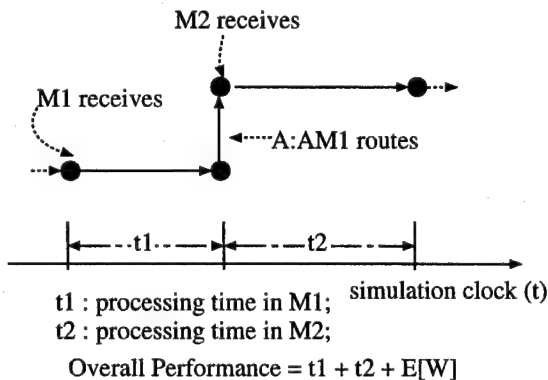 M2 receives
M1 receives
A:AM1 routes
t1
t2
simulation clock (t)
t1 : processing time in M1;
t2 : processing time in M2;
Overall Performance = t1 + t2 + E[W]